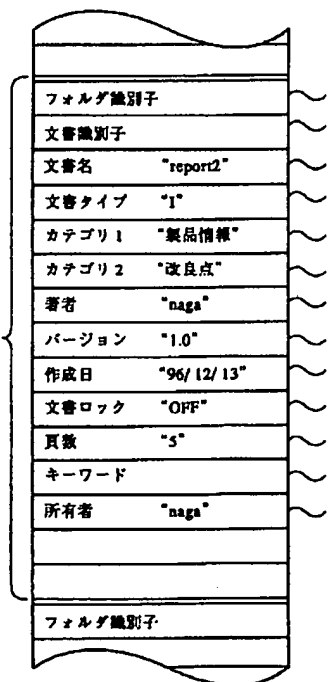 フォルダ識別子
文書識別子
文書名 "report2"
文書タイプ "1"
カテゴリ1 "製品情報"
カテゴリ2 "改良点"
著者 "naga"
バージョン "1.0"
作成日 "96/12/13"
文書ロック "OFF"
頁数 "5"
キーワード
所有者 "naga"
フォルダ識別子